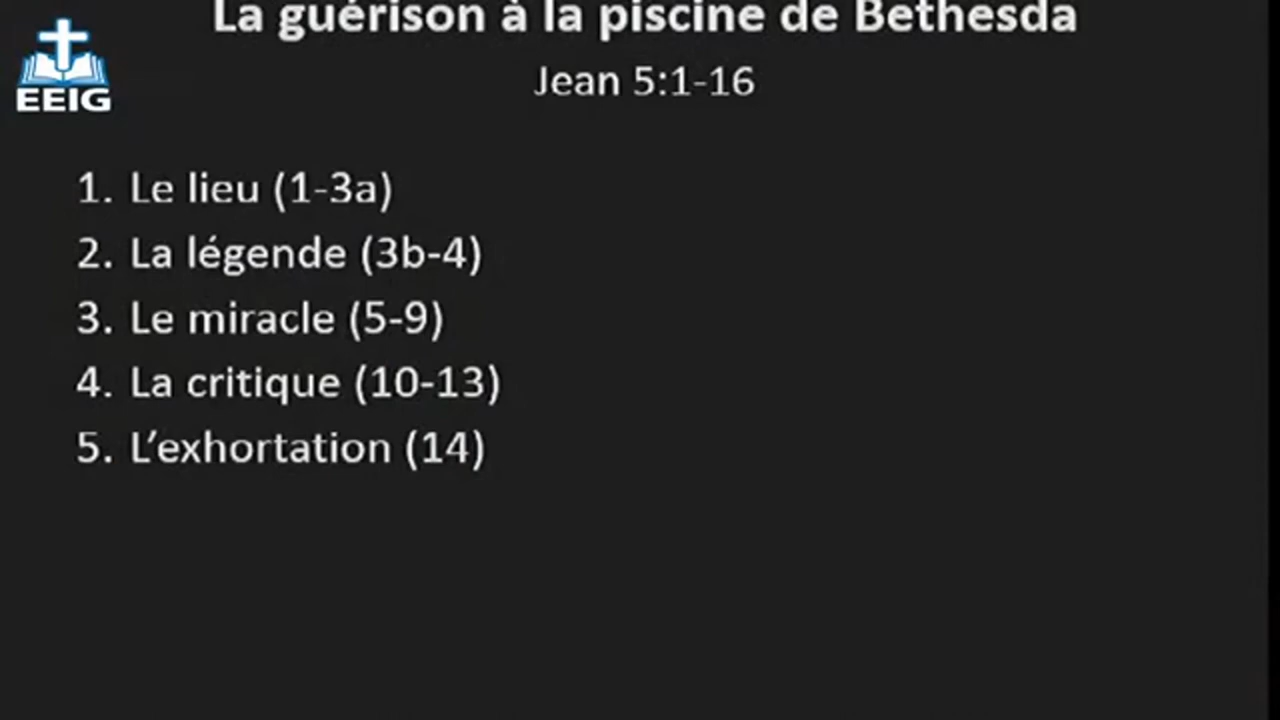 La guérison à la piscine de Bethesda
EEIG
Jean 5:1-16
1. Le lieu (1-3a)
2. La légende (3b-4)
3. Le miracle (5-9)
4. La critique (10-13)
5. L’exhortation (14)